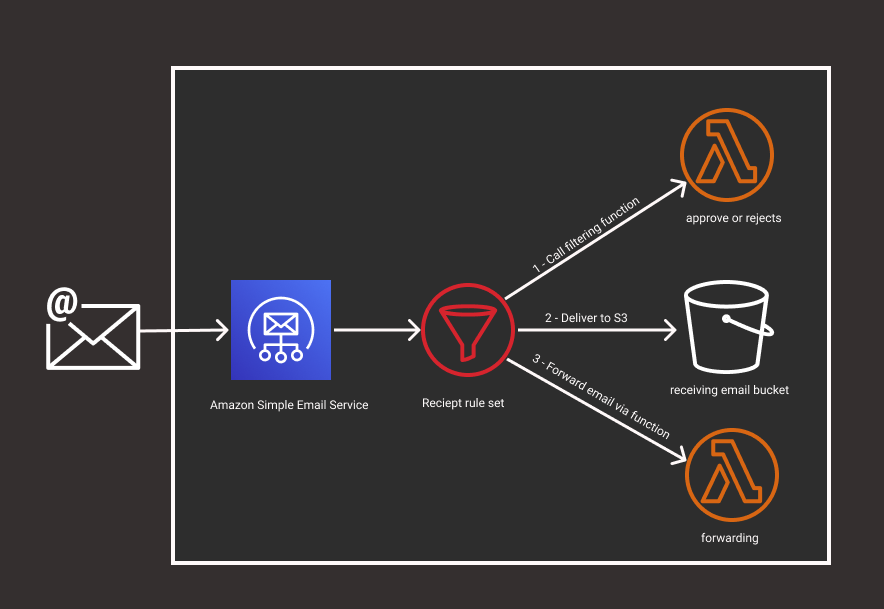 @
1 - Call filtering function
approve or rejects
2 - Deliver to S3
Amazon Simple Email Service
Reciept rule set
receiving email bucket
3 - Forward email via function
forwarding